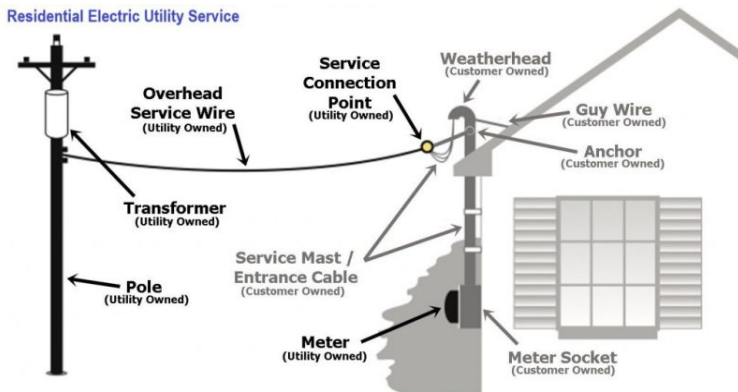 Residential Electric Utility Service
Overhead
Service Wire
(Utility Owned)
Service
Connection
Point
(Utility Owned)
Weatherhead
(Customer Owned)
Guy Wire
(Customer Owned)
Anchor
(Customer Owned)
Transformer
(Utility Owned)
Service Mast /
Entrance Cable
(Customer Owned)
Pole
(Utility Owned)
Meter
(Utility Owned)
Meter Socket
(Customer Owned)